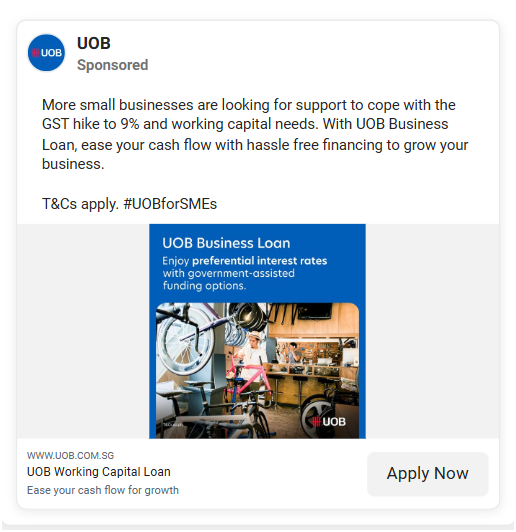 UOB
UOB
Sponsored
More small businesses are looking for support to cope with the
GST hike to 9% and working capital needs. With UOB Business
Loan, ease your cash flow with hassle free financing to grow your
business.
T&Cs apply. #UOBforSMEs
UOB Business Loan
Enjoy preferential interest rates
with government-assisted
funding options.
T&Cs apply
UOB
WWW.UOB.COM.SG
UOB Working Capital Loan
Ease your cash flow for growth
Apply Now